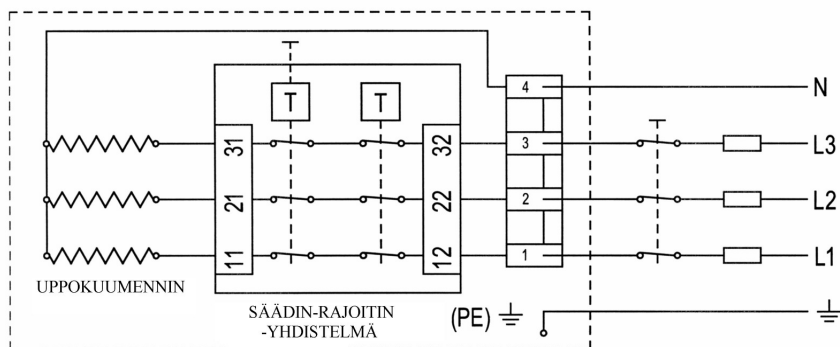 4 N
T T
31 32 3 L3
21 22 2 L2
11 12 1 L1
UPPOKUUMENNIN
SÄÄDIN-RAJOITIN
-YHDISTELMÄ
(PE)